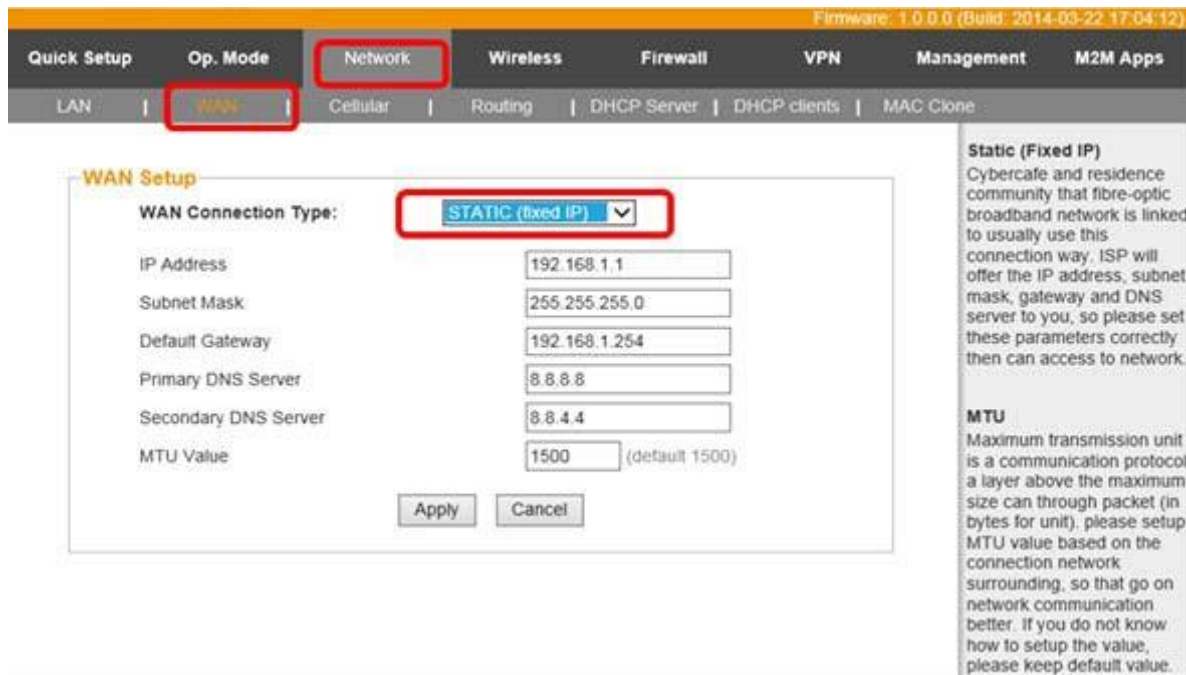 Firmware: 1.0.0.0 (Build: 2014-03-22 17:04:12)
Quick Setup Op. Mode Network Wireless Firewall VPN Management M2M Apps
LAN | WAN | Cellular | Routing | DHCP Server | DHCP clients | MAC Clone
WAN Setup
WAN Connection Type: STATIC (fixed IP)
IP Address 192.168.1.1
Subnet Mask 255.255.255.0
Default Gateway 192.168.1.254
Primary DNS Server 8.8.8.8
Secondary DNS Server 8.8.4.4
MTU Value 1500 (default 1500)
Apply Cancel
Static (Fixed IP)
Cybercafe and residence
community that fibre-optic
broadband network is linked
to usually use this
connection way. ISP will
offer the IP address, subnet
mask, gateway and DNS
server to you, so please set
these parameters correctly
then can access to network.
MTU
Maximum transmission unit
is a communication protocol
a layer above the maximum
size can through packet (in
bytes for unit). please setup
MTU value based on the
connection network
surrounding, so that go on
network communication
better. If you do not know
how to setup the value,
please keep default value.